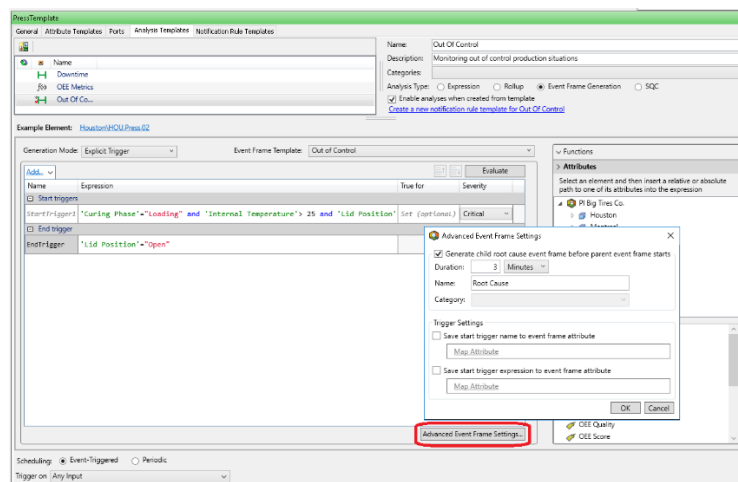 PressTemplate
General Attribute Templates Ports Analysis Templates Notification Rule Templates
Name: Out Of Control
Description: Monitoring out of control production situations
Categories:
Analysis Type: Expression Rollup Event Frame Generation SQC
Enable analyses when created from template
Create a new notification rule template for Out Of Control
Name
Downtime
f(x) OEE Metrics
Out Of Co...
Example Element: Houston\HOU.Press.02
Generation Mode: Explicit Trigger Event Frame Template: Out of Control
Add... Evaluate
Name Expression True for Severity
Start triggers
StartTrigger1 'Curing Phase'="Loading" and 'Internal Temperature'> 25 and 'Lid Position' Set (optional) Critical
End trigger
EndTrigger 'Lid Position'="Open"
Functions
Attributes
Select an element and then insert a relative or absolute
path to one of its attributes into the expression
PI Big Tires Co.
Houston
Advanced Event Frame Settings
Generate child root cause event frame before parent event frame starts
Duration: 3 Minutes
Name: Root Cause
Category:
Trigger Settings
Save start trigger name to event frame attribute
Map Attribute
Save start trigger expression to event frame attribute
Map Attribute
OK Cancel
Advanced Event Frame Settings...
OEE Quality
OEE Score
Scheduling: Event-Triggered Periodic
Trigger on Any Input